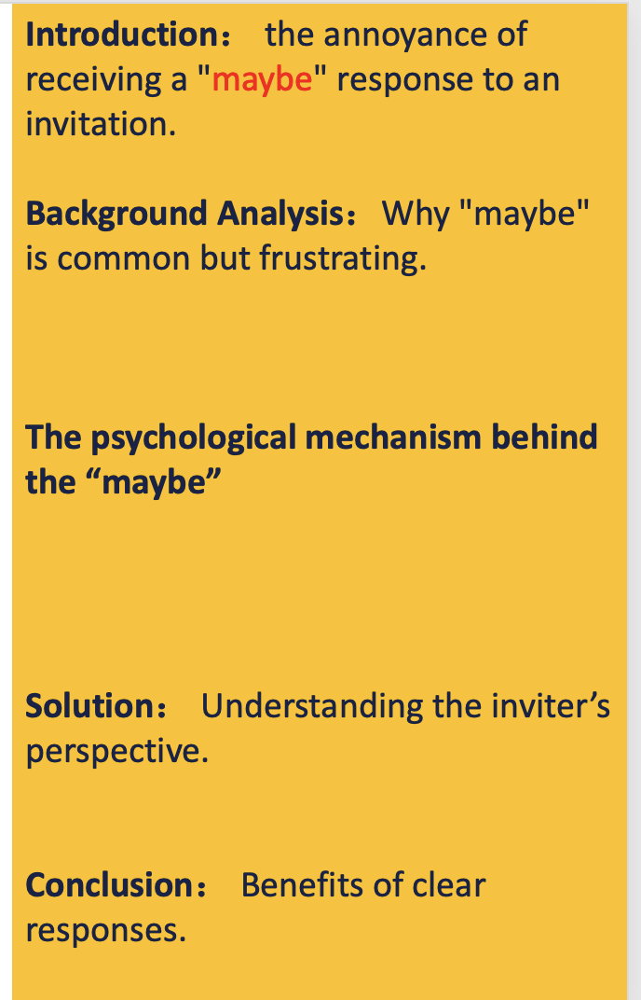 Introduction： the annoyance of
receiving a "maybe" response to an
invitation.
Background Analysis：Why "maybe"
is common but frustrating.
The psychological mechanism behind
the “maybe”
Solution： Understanding the inviter’s
perspective.
Conclusion： Benefits of clear
responses.